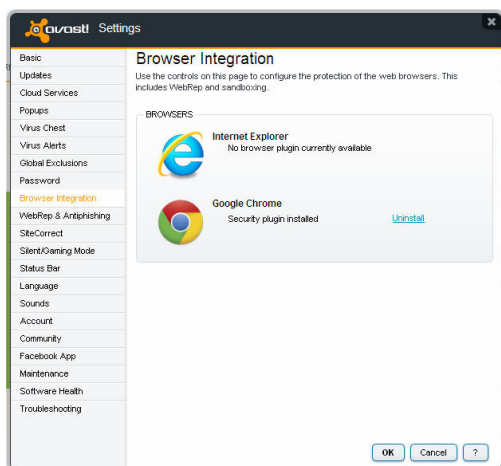 avast! Settings
Basic
Updates
Cloud Services
Popups
Virus Chest
Virus Alerts
Global Exclusions
Password
Browser Integration
WebRep & Antiphishing
SiteCorrect
Silent/Gaming Mode
Status Bar
Language
Sounds
Account
Community
Facebook App
Maintenance
Software Health
Troubleshooting
Browser Integration
Use the controls on this page to configure the protection of the web browsers. This
includes WebRep and sandboxing.
BROWSERS
Internet Explorer
No browser plugin currently available
Google Chrome
Security plugin installed Uninstall
OK Cancel ?